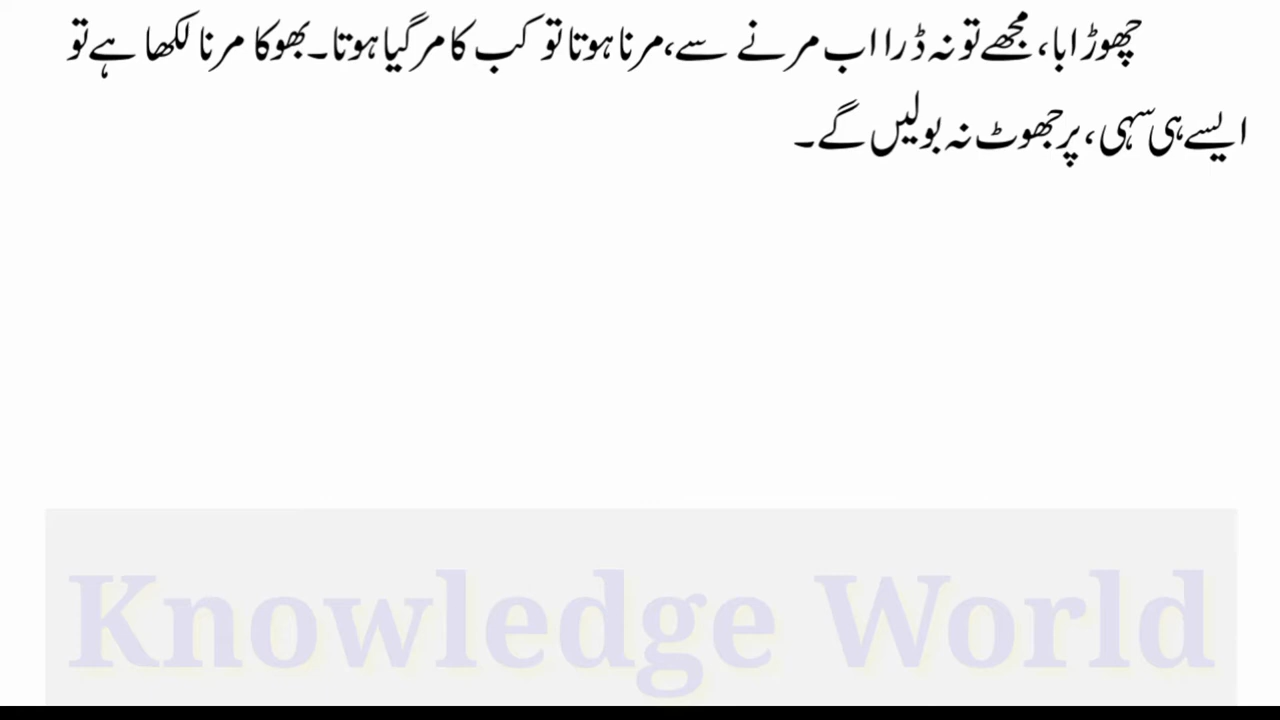 چھوڑ ابا، مجھے تو نہ ڈرا اب مرنے سے،مرنا ہوتا تو کب کا مر گیا ہوتا۔ بھوکا مرنا لکھا ہے تو
ایسے ہی سہی، پر جھوٹ نہ بولیں گے۔
Knowledge World